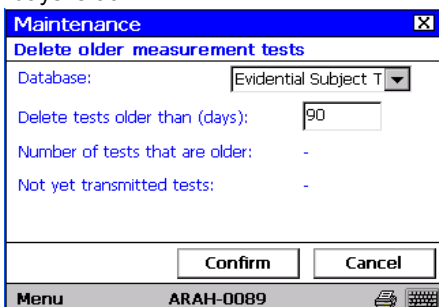 Maintenance X
Delete older measurement tests
Database: Evidential Subject T
Delete tests older than (days): 90
Number of tests that are older: -
Not yet transmitted tests: -
Confirm Cancel
Menu ARAH-0089